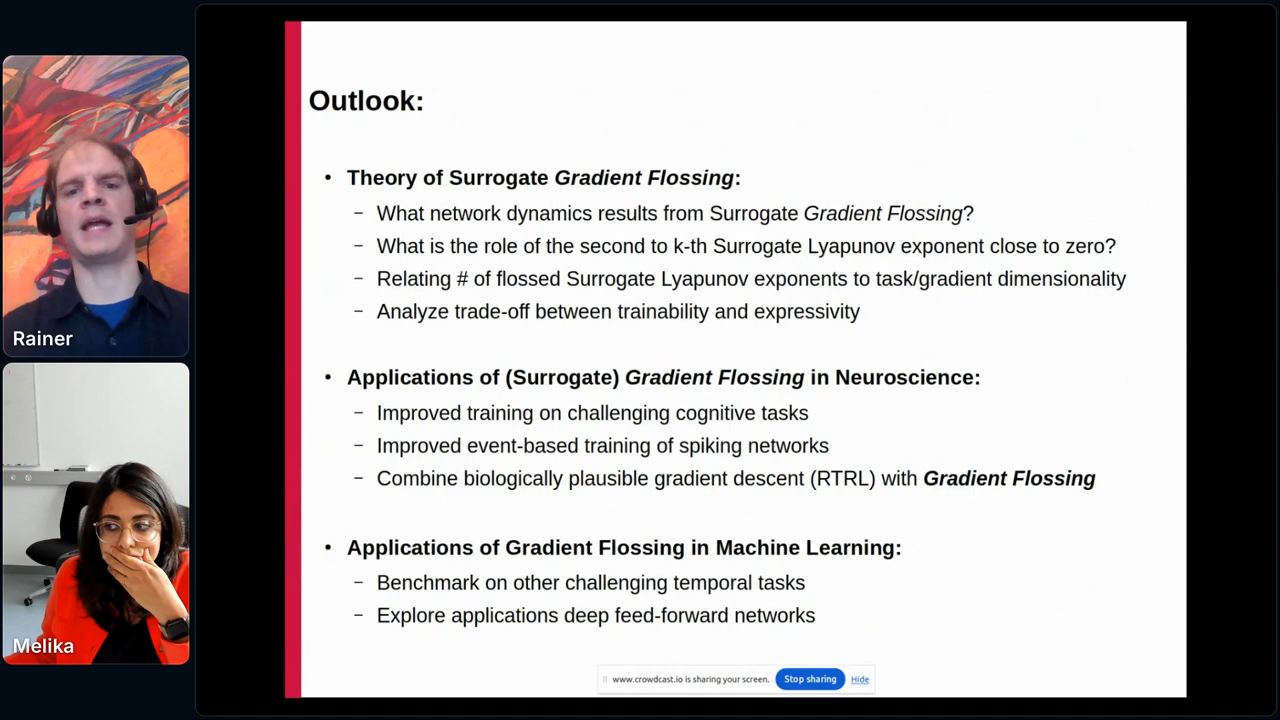 Outlook:
• Theory of Surrogate Gradient Flossing:
– What network dynamics results from Surrogate Gradient Flossing?
– What is the role of the second to k-th Surrogate Lyapunov exponent close to zero?
– Relating # of flossed Surrogate Lyapunov exponents to task/gradient dimensionality
– Analyze trade-off between trainability and expressivity
• Applications of (Surrogate) Gradient Flossing in Neuroscience:
– Improved training on challenging cognitive tasks
– Improved event-based training of spiking networks
– Combine biologically plausible gradient descent (RTRL) with Gradient Flossing
• Applications of Gradient Flossing in Machine Learning:
– Benchmark on other challenging temporal tasks
– Explore applications deep feed-forward networks
www.crowdcast.io is sharing your screen. Stop sharing Hide
Rainer
Melika